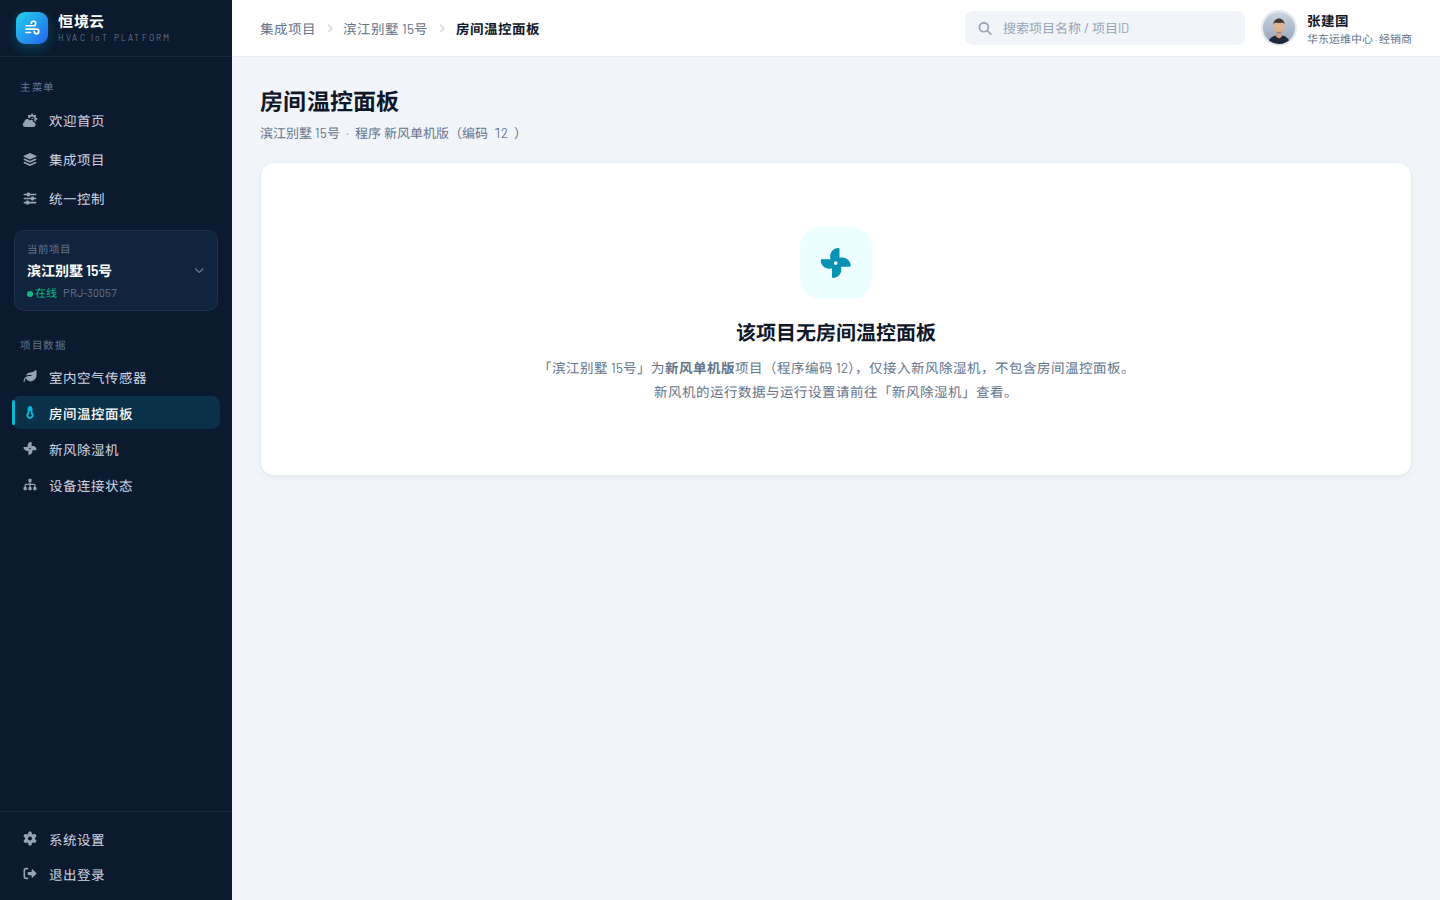 恒境云
HVAC IoT PLATFORM
主菜单
欢迎首页
集成项目
统一控制
当前项目
滨江别墅 15号
在线 PRJ-30057
项目数据
室内空气传感器
房间温控面板
新风除湿机
设备连接状态
系统设置
退出登录
集成项目 > 滨江别墅 15号 > 房间温控面板
搜索项目名称 / 项目ID
张建国
华东运维中心 · 经销商
房间温控面板
滨江别墅 15号 · 程序 新风单机版（编码 12 ）
该项目无房间温控面板
「滨江别墅 15号」为新风单机版项目（程序编码 12），仅接入新风除湿机，不包含房间温控面板。
新风机的运行数据与运行设置请前往「新风除湿机」查看。